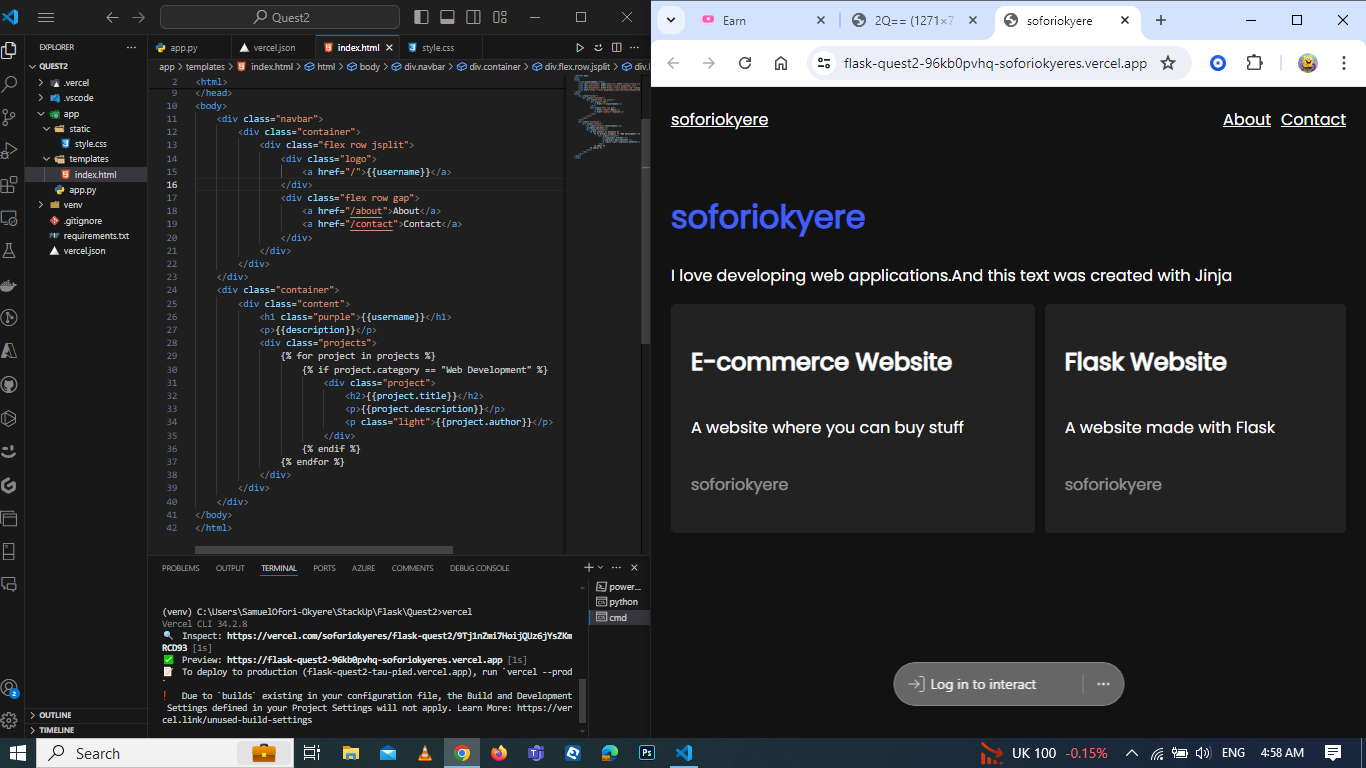 Quest2
EXPLORER
QUEST2
.vercel
.vscode
app
static
style.css
templates
index.html
app.py
venv
.gitignore
requirements.txt
vercel.json
OUTLINE
TIMELINE
app.py
vercel.json
index.html
style.css
app > templates > index.html > html > body > div.navbar > div.container > div.flex.row.jsplit >
2 <html>
9 </head>
10 <body>
11 <div class="navbar">
12 <div class="container">
13 <div class="flex row jsplit">
14 <div class="logo">
15 <a href="/">{{username}}</a>
16 </div>
17 <div class="flex row gap">
18 <a href="/about">About</a>
19 <a href="/contact">Contact</a>
20 </div>
21 </div>
22 </div>
23 </div>
24 <div class="container">
25 <div class="content">
26 <h1 class="purple">{{username}}</h1>
27 <p>{{description}}</p>
28 <div class="projects">
29 {% for project in projects %}
30 {% if project.category == "Web Development" %}
31 <div class="project">
32 <h2>{{project.title}}</h2>
33 <p>{{project.description}}</p>
34 <p class="light">{{project.author}}</p>
35 </div>
36 {% endif %}
37 {% endfor %}
38 </div>
39 </div>
40 </div>
41 </body>
42 </html>
PROBLEMS OUTPUT TERMINAL PORTS AZURE COMMENTS DEBUG CONSOLE
(venv) C:\Users\SamuelOfori-Okyere\StackUp\Flask\Quest2>vercel
Vercel CLI 34.2.8
Inspect: https://vercel.com/soforiokyeres/flask-quest2/9Tj1nZmi7HoijQUz6jYsZKm
RCD93 [1s]
Preview: https://flask-quest2-96kb0pvhq-soforiokyeres.vercel.app [1s]
To deploy to production (flask-quest2-tau-pied.vercel.app), run `vercel --prod
`
! Due to `builds` existing in your configuration file, the Build and Development
Settings defined in your Project Settings will not apply. Learn More: https://ver
cel.link/unused-build-settings
power...
python
cmd
2
Earn
2Q== (1271×7
soforiokyere
flask-quest2-96kb0pvhq-soforiokyeres.vercel.app
soforiokyere
About Contact
soforiokyere
I love developing web applications.And this text was created with Jinja
E-commerce Website
A website where you can buy stuff
soforiokyere
Flask Website
A website made with Flask
soforiokyere
Log in to interact
Search
UK 100 -0.15%
ENG
4:58 AM